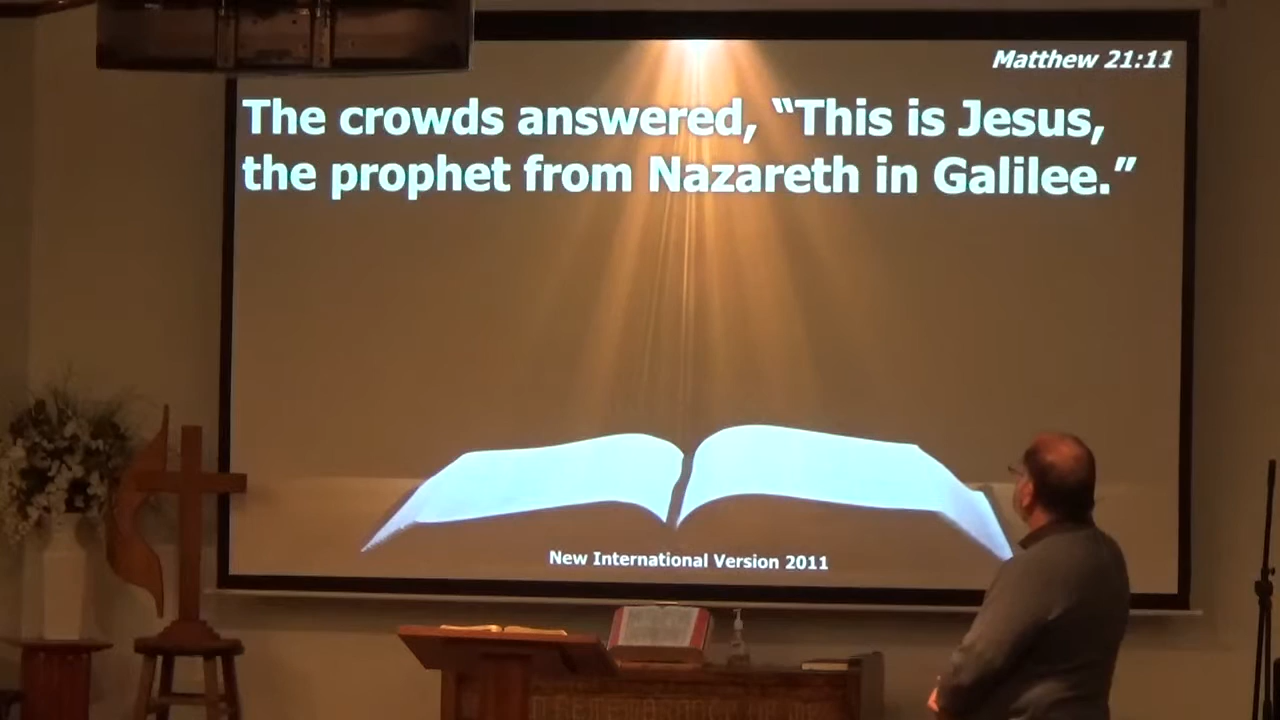 Matthew 21:11
The crowds answered, “This is Jesus,
the prophet from Nazareth in Galilee.”
New International Version 2011